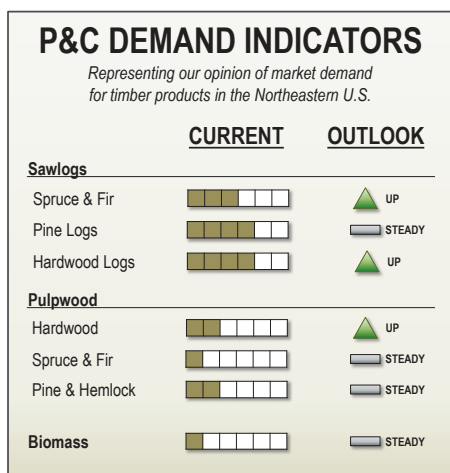 P&C DEMAND INDICATORS
Representing our opinion of market demand
for timber products in the Northeastern U.S.
CURRENT OUTLOOK
Sawlogs
Spruce & Fir UP
Pine Logs STEADY
Hardwood Logs UP
Pulpwood
Hardwood UP
Spruce & Fir STEADY
Pine & Hemlock STEADY
Biomass STEADY